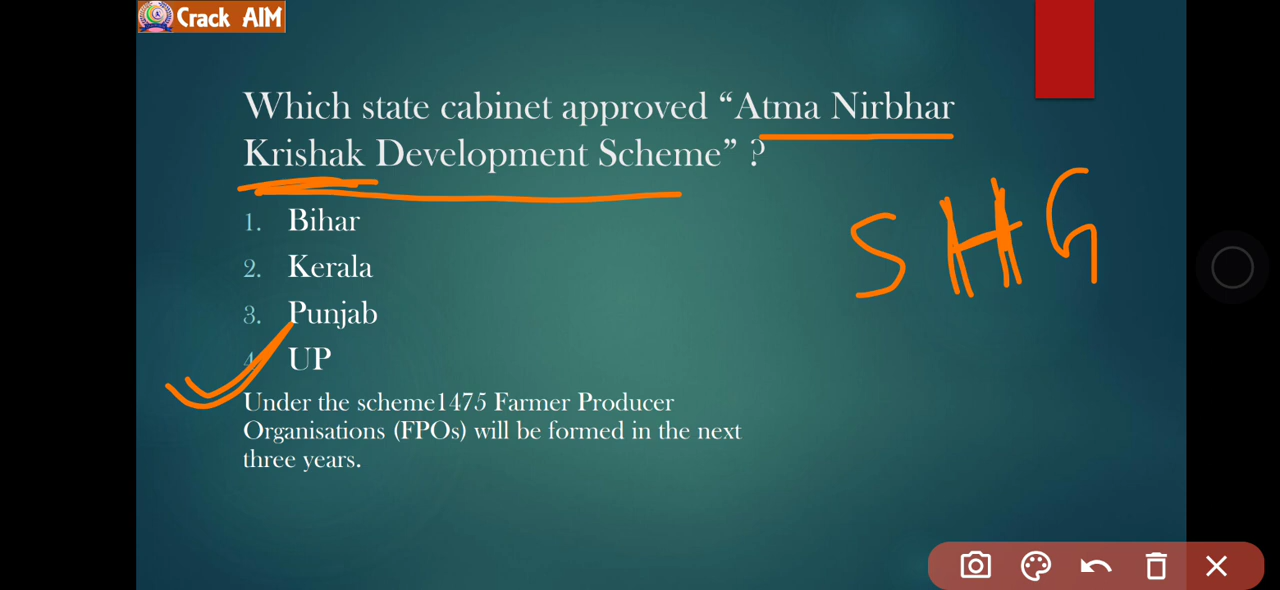 Crack AIM
Which state cabinet approved “Atma Nirbhar
Krishak Development Scheme” ?
1. Bihar
2. Kerala
3. Punjab
4. UP
SHG
Under the scheme1475 Farmer Producer
Organisations (FPOs) will be formed in the next
three years.